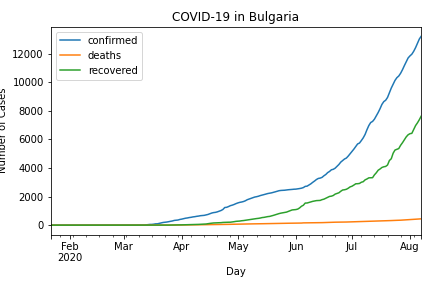 COVID-19 in Bulgaria
confirmed
deaths
recovered
12000
10000
8000
6000
4000
2000
0
Number of Cases
Feb Mar Apr May Jun Jul Aug
2020
Day